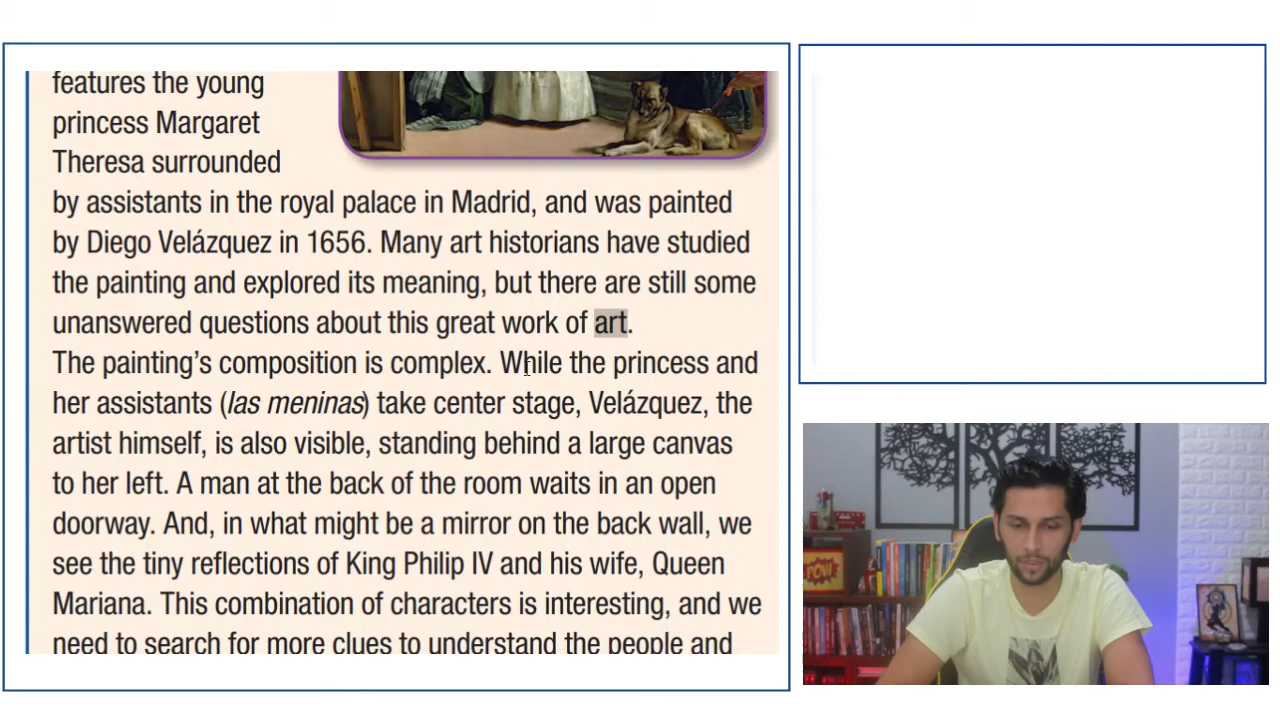 features the young
princess Margaret
Theresa surrounded
by assistants in the royal palace in Madrid, and was painted
by Diego Velázquez in 1656. Many art historians have studied
the painting and explored its meaning, but there are still some
unanswered questions about this great work of art.
The painting’s composition is complex. While the princess and
her assistants (las meninas) take center stage, Velázquez, the
artist himself, is also visible, standing behind a large canvas
to her left. A man at the back of the room waits in an open
doorway. And, in what might be a mirror on the back wall, we
see the tiny reflections of King Philip IV and his wife, Queen
Mariana. This combination of characters is interesting, and we
need to search for more clues to understand the people and
POW!